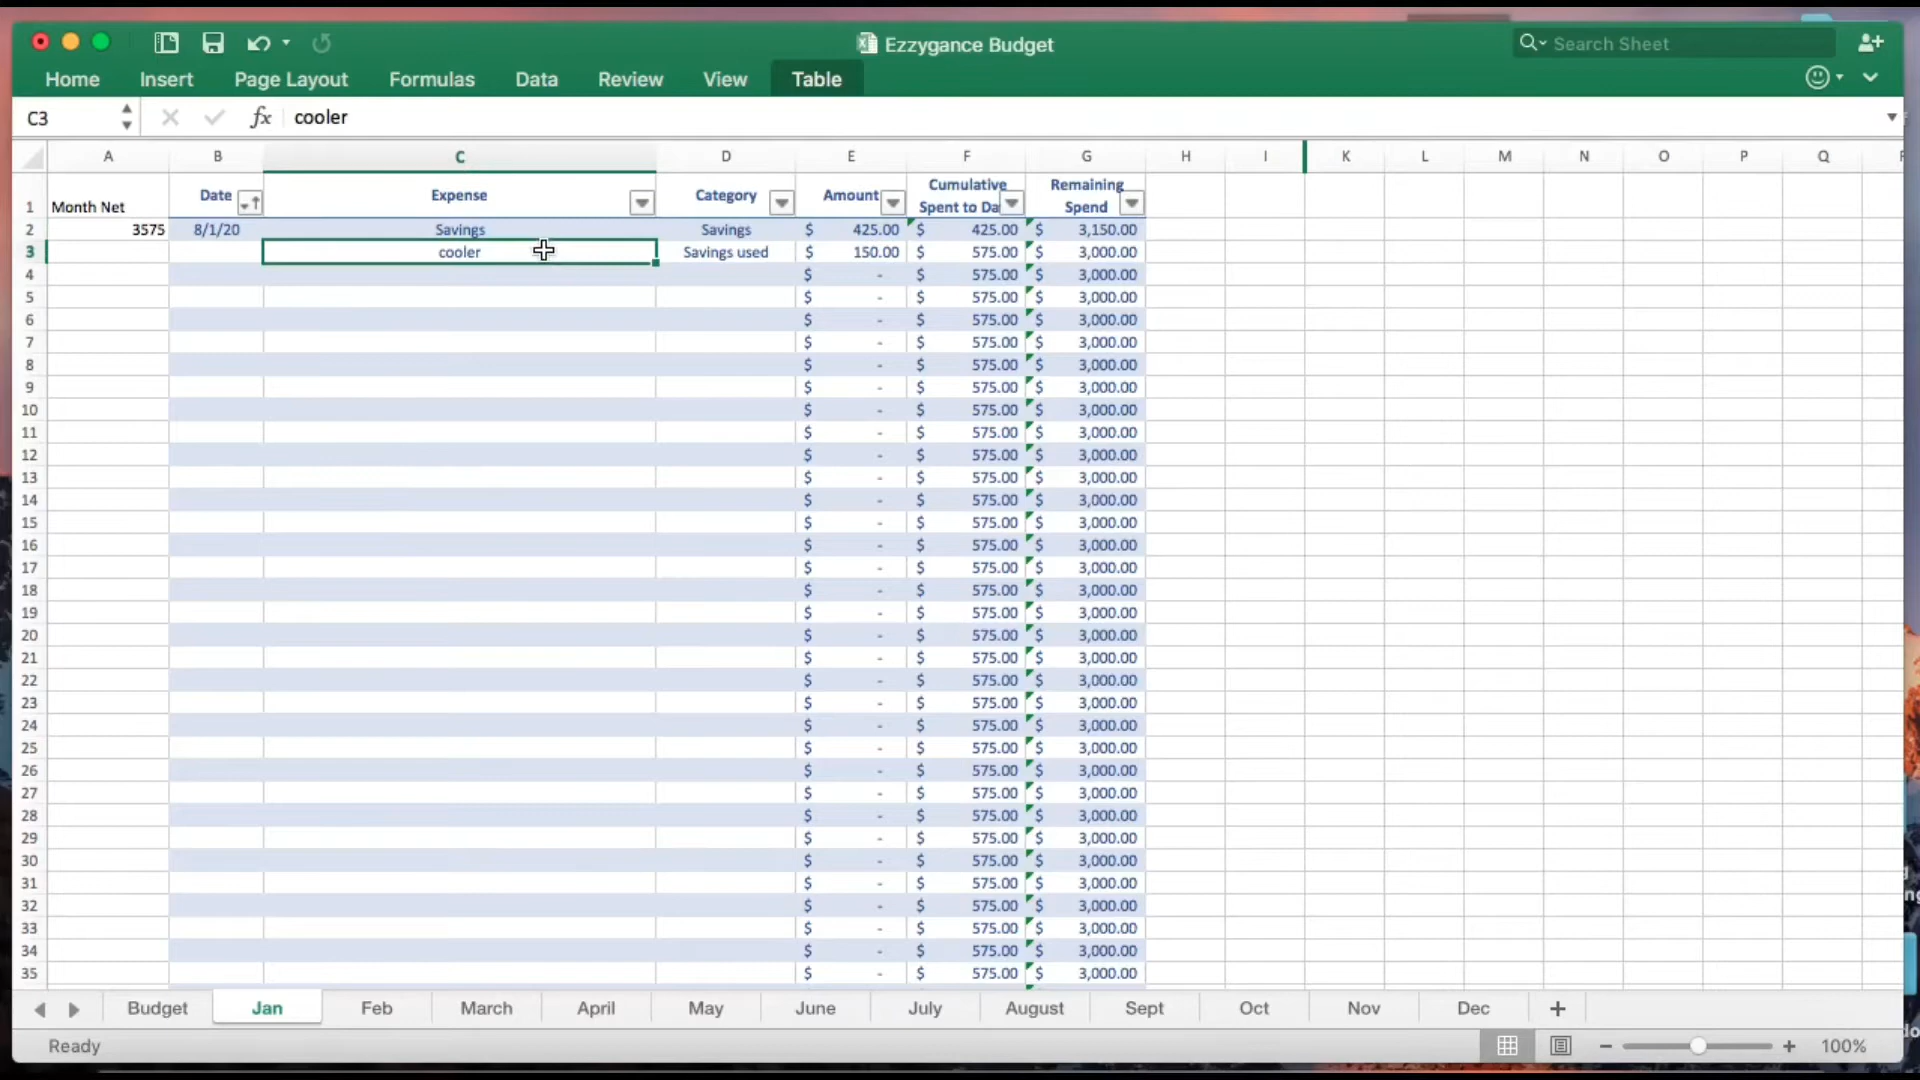 Ezzygance Budget
Search Sheet
Home Insert Page Layout Formulas Data Review View Table
C3 fx cooler
A B C D E F G H I K L M N O P Q
1 Month Net Date Expense Category Amount Cumulative Spent to Da Remaining Spend
2 3575 8/1/20 Savings Savings $ 425.00 $ 425.00 $ 3,150.00
3 cooler Savings used $ 150.00 $ 575.00 $ 3,000.00
4 $ - $ 575.00 $ 3,000.00
5 $ - $ 575.00 $ 3,000.00
6 $ - $ 575.00 $ 3,000.00
7 $ - $ 575.00 $ 3,000.00
8 $ - $ 575.00 $ 3,000.00
9 $ - $ 575.00 $ 3,000.00
10 $ - $ 575.00 $ 3,000.00
11 $ - $ 575.00 $ 3,000.00
12 $ - $ 575.00 $ 3,000.00
13 $ - $ 575.00 $ 3,000.00
14 $ - $ 575.00 $ 3,000.00
15 $ - $ 575.00 $ 3,000.00
16 $ - $ 575.00 $ 3,000.00
17 $ - $ 575.00 $ 3,000.00
18 $ - $ 575.00 $ 3,000.00
19 $ - $ 575.00 $ 3,000.00
20 $ - $ 575.00 $ 3,000.00
21 $ - $ 575.00 $ 3,000.00
22 $ - $ 575.00 $ 3,000.00
23 $ - $ 575.00 $ 3,000.00
24 $ - $ 575.00 $ 3,000.00
25 $ - $ 575.00 $ 3,000.00
26 $ - $ 575.00 $ 3,000.00
27 $ - $ 575.00 $ 3,000.00
28 $ - $ 575.00 $ 3,000.00
29 $ - $ 575.00 $ 3,000.00
30 $ - $ 575.00 $ 3,000.00
31 $ - $ 575.00 $ 3,000.00
32 $ - $ 575.00 $ 3,000.00
33 $ - $ 575.00 $ 3,000.00
34 $ - $ 575.00 $ 3,000.00
35 $ - $ 575.00 $ 3,000.00
Budget Jan Feb March April May June July August Sept Oct Nov Dec +
Ready 100%